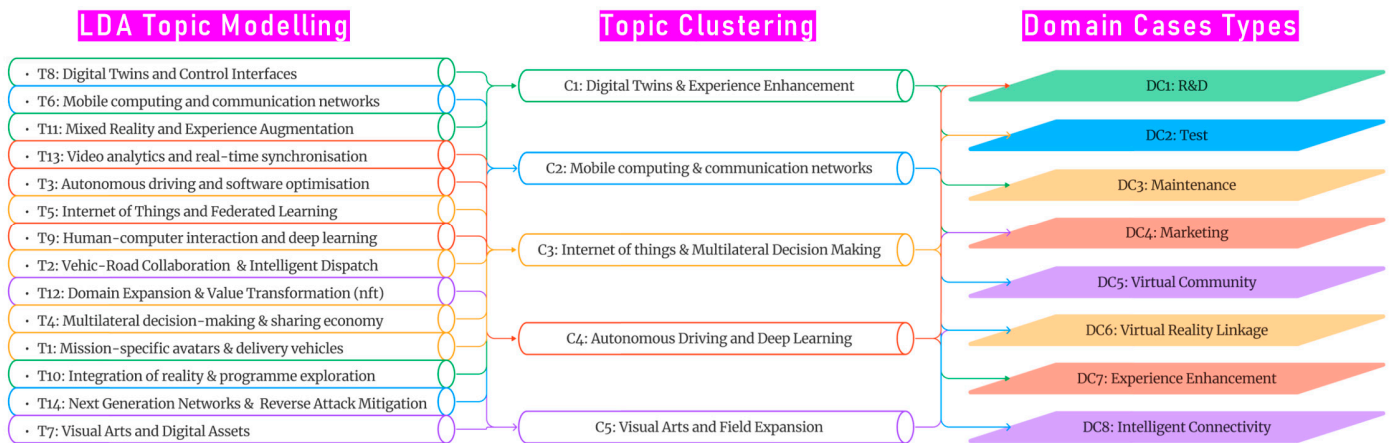 LDA Topic Modelling
Topic Clustering
Domain Cases Types
• T8: Digital Twins and Control Interfaces
• T6: Mobile computing and communication networks
• T11: Mixed Reality and Experience Augmentation
• T13: Video analytics and real-time synchronisation
• T3: Autonomous driving and software optimisation
• T5: Internet of Things and Federated Learning
• T9: Human-computer interaction and deep learning
• T2: Vehic-Road Collaboration & Intelligent Dispatch
• T12: Domain Expansion & Value Transformation (nft)
• T4: Multilateral decision-making & sharing economy
• T1: Mission-specific avatars & delivery vehicles
• T10: Integration of reality & programme exploration
• T14: Next Generation Networks & Reverse Attack Mitigation
• T7: Visual Arts and Digital Assets
C1: Digital Twins & Experience Enhancement
C2: Mobile computing & communication networks
C3: Internet of things & Multilateral Decision Making
C4: Autonomous Driving and Deep Learning
C5: Visual Arts and Field Expansion
DC1: R&D
DC2: Test
DC3: Maintenance
DC4: Marketing
DC5: Virtual Community
DC6: Virtual Reality Linkage
DC7: Experience Enhancement
DC8: Intelligent Connectivity